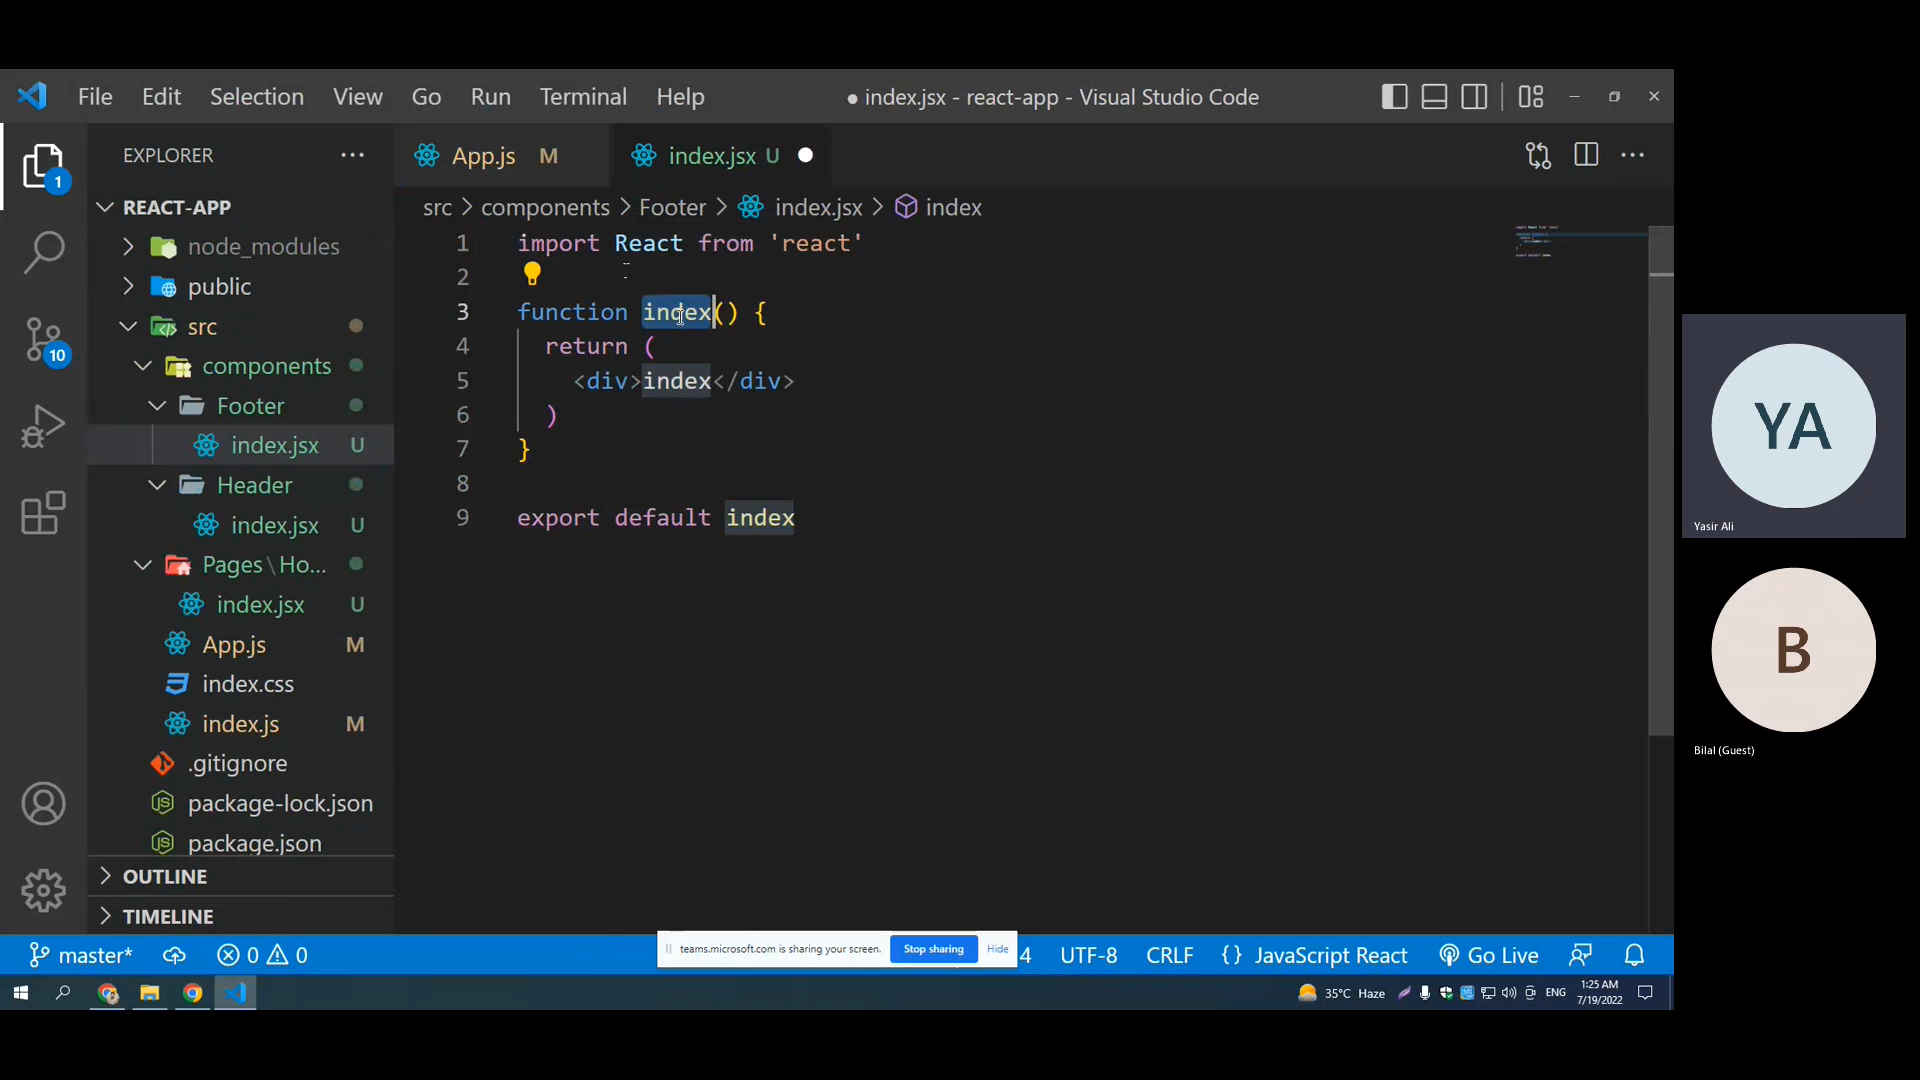 File Edit Selection View Go Run Terminal Help
● index.jsx - react-app - Visual Studio Code
EXPLORER
App.js M
index.jsx U
REACT-APP
src > components > Footer > index.jsx > index
node_modules
public
src
components
Footer
index.jsx U
Header
index.jsx U
Pages\Ho...
index.jsx U
App.js M
index.css
index.js M
.gitignore
package-lock.json
package.json
OUTLINE
TIMELINE
1
10
1 import React from 'react'
2
3 function index() {
4 return (
5 <div>index</div>
6 )
7 }
8
9 export default index
YA
Yasir Ali
B
Bilal (Guest)
master* 0 0
teams.microsoft.com is sharing your screen. Stop sharing Hide
4 UTF-8 CRLF {} JavaScript React Go Live
35°C Haze ENG 1:25 AM
7/19/2022